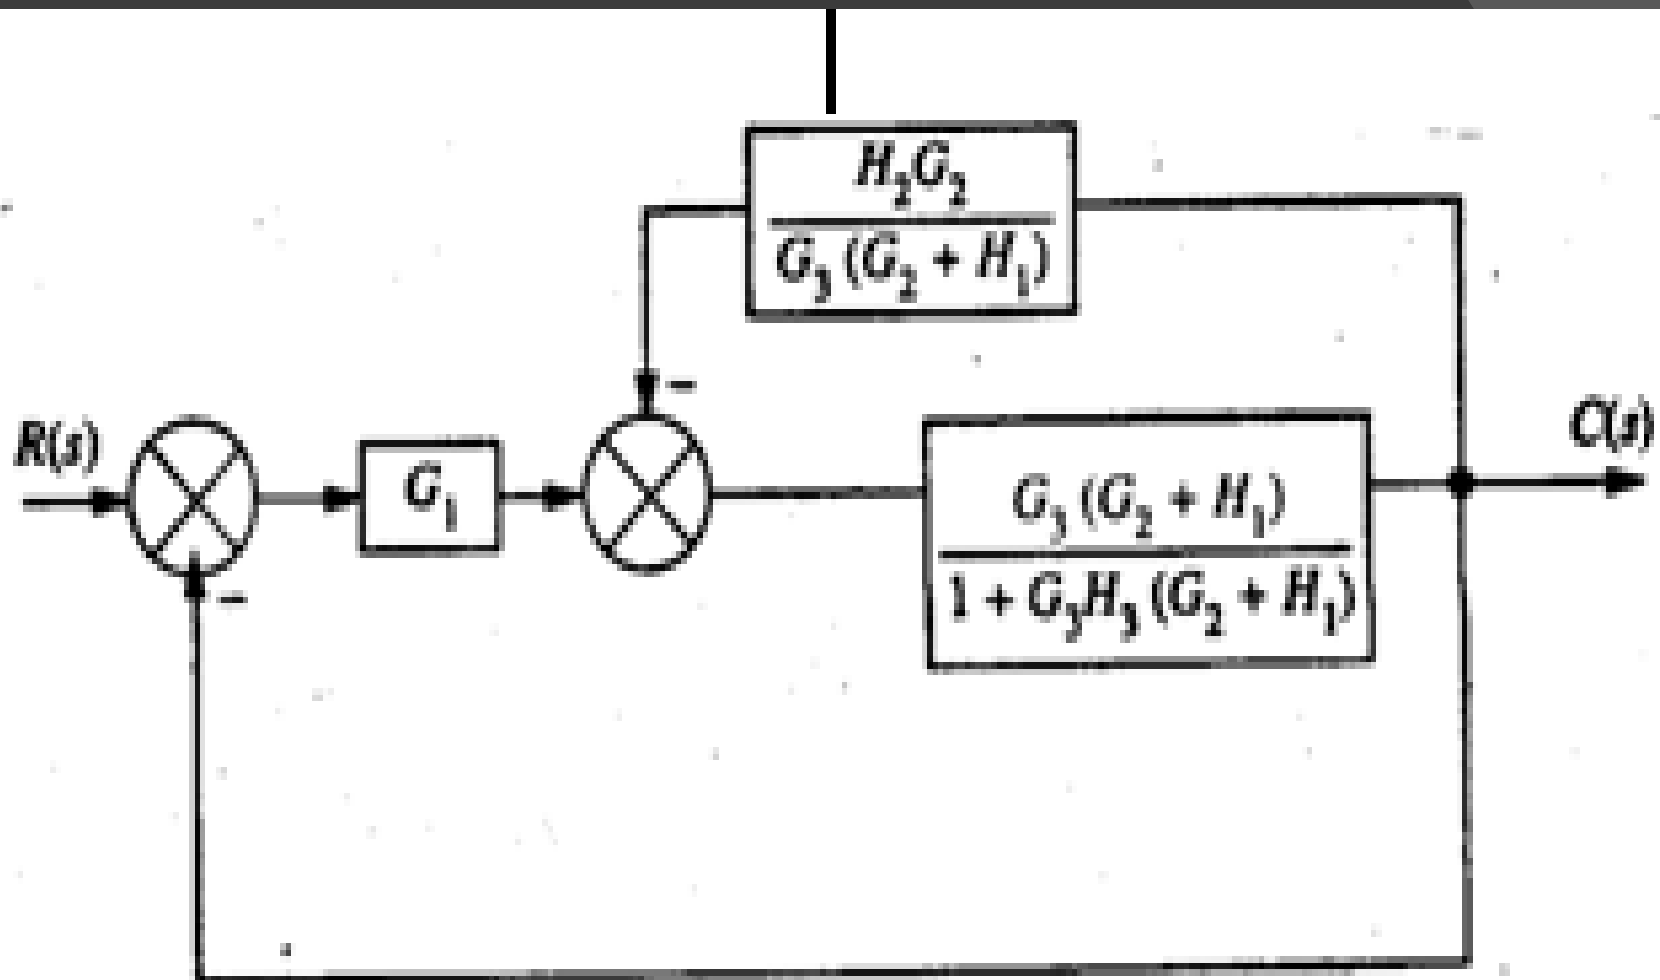 H₂G₂
G₃ (G₂ + H₁)
R(s)
G₁
C(s)
G₃ (G₂ + H₁)
1 + G₃H₃ (G₂ + H₁)
-
-